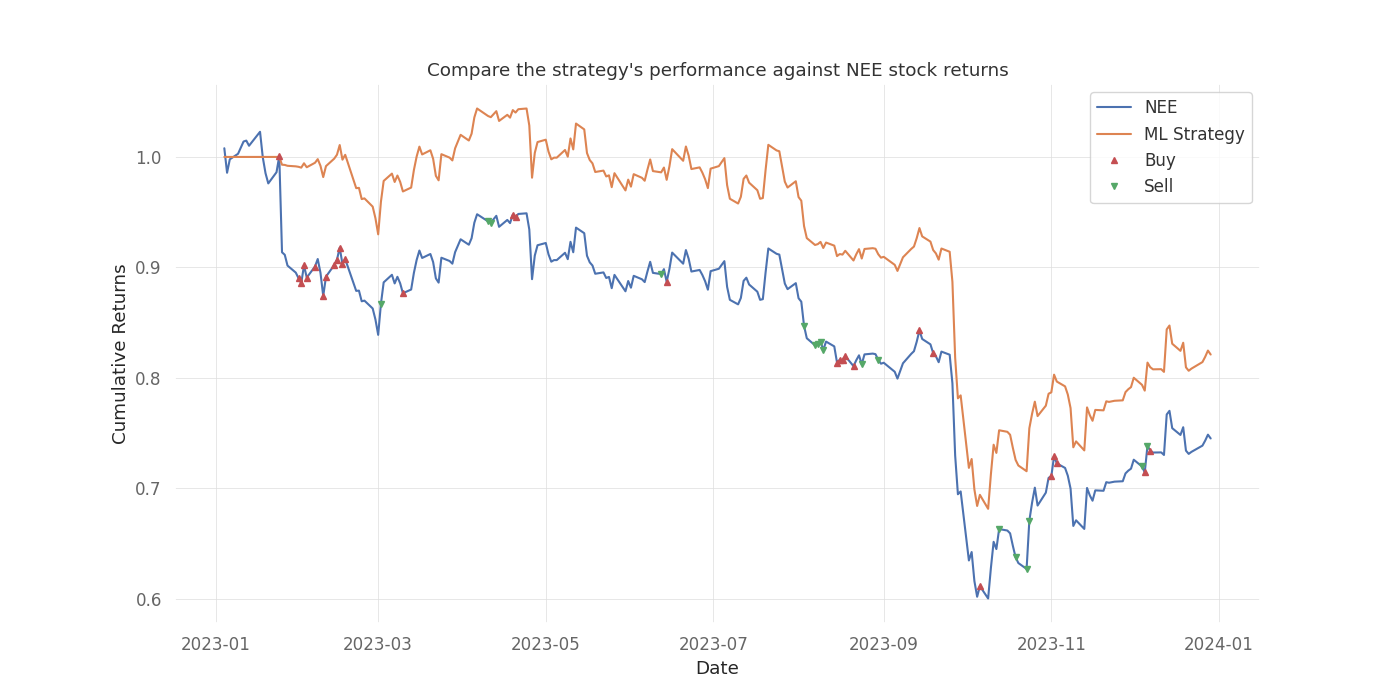 Compare the strategy's performance against NEE stock returns
NEE
ML Strategy
Buy
Sell
Cumulative Returns
1.0
0.9
0.8
0.7
0.6
2023-01
2023-03
2023-05
2023-07
2023-09
2023-11
2024-01
Date